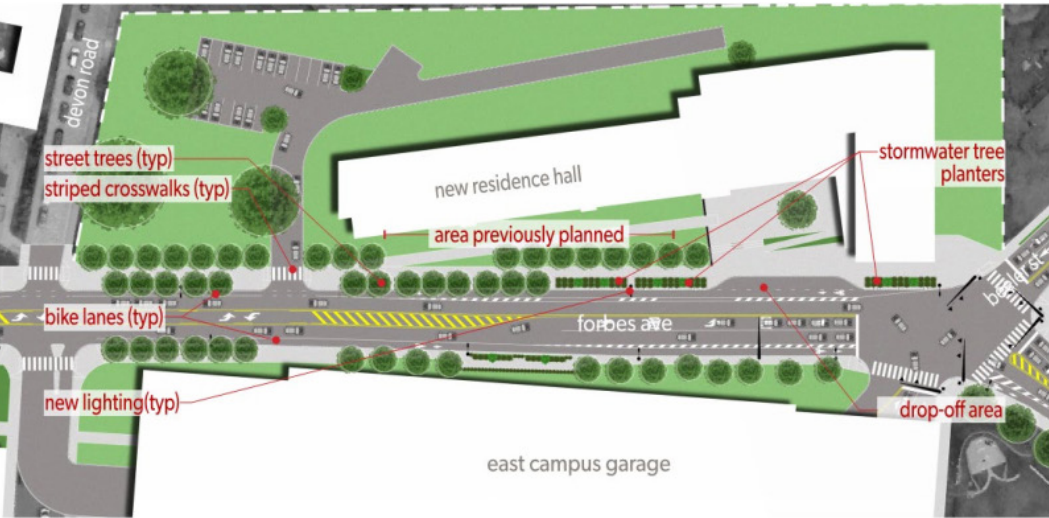 devon road
street trees (typ)
striped crosswalks (typ)
new residence hall
stormwater tree
planters
area previously planned
bike lanes (typ)
forbes ave
new lighting(typ)
drop-off area
east campus garage